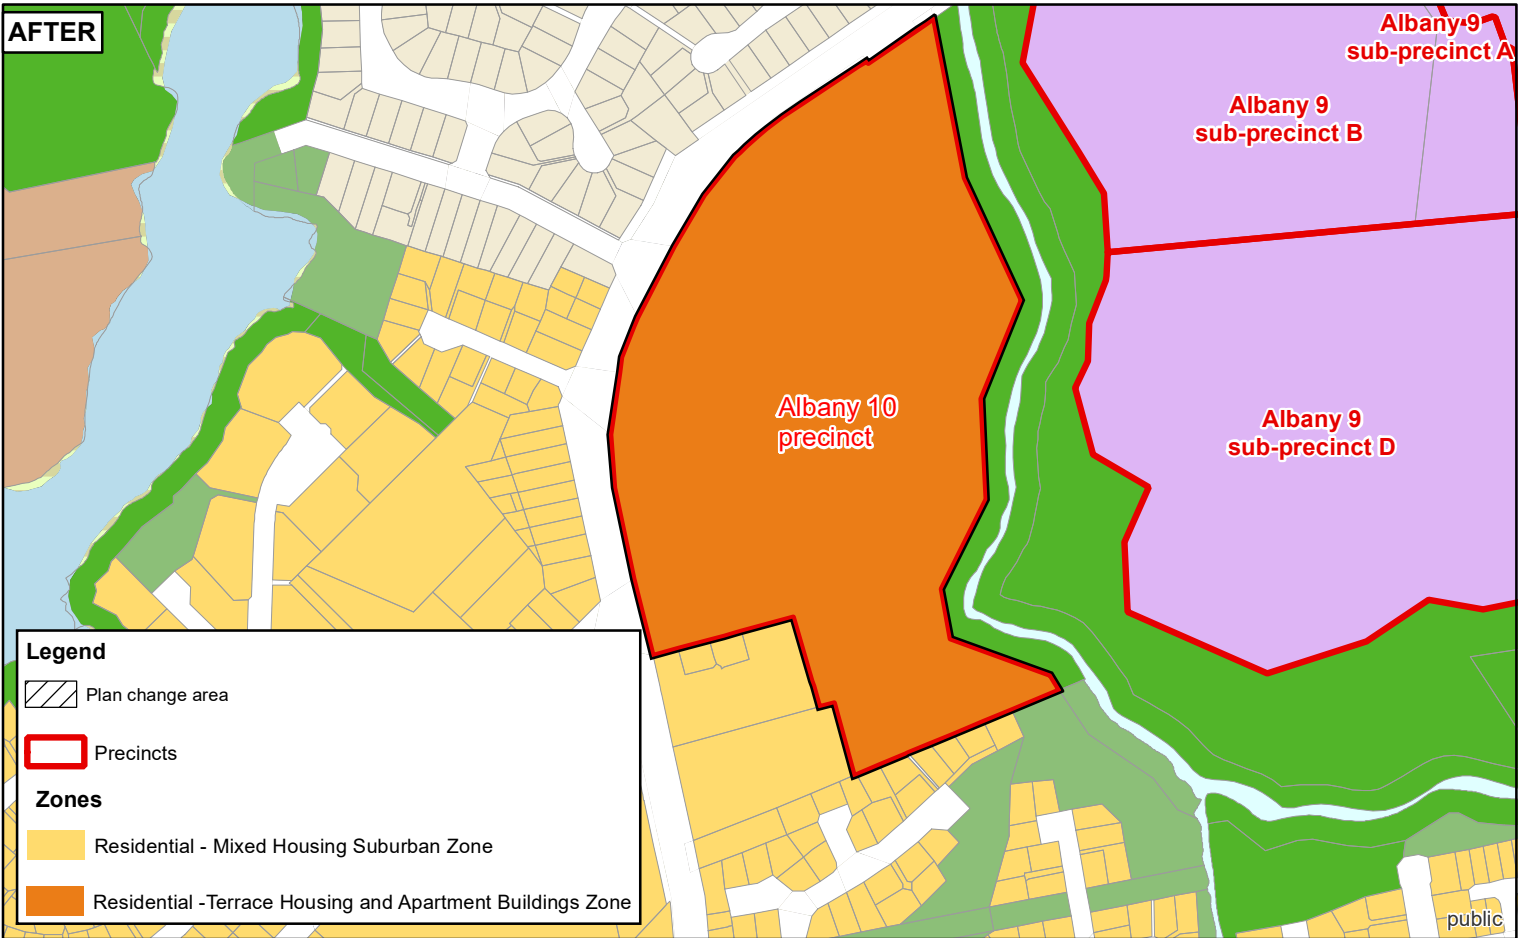 AFTER
Albany 9
sub-precinct A
Albany 9
sub-precinct B
Albany 10
precinct
Albany 9
sub-precinct D
Legend
Plan change area
Precincts
Zones
Residential - Mixed Housing Suburban Zone
Residential -Terrace Housing and Apartment Buildings Zone
public